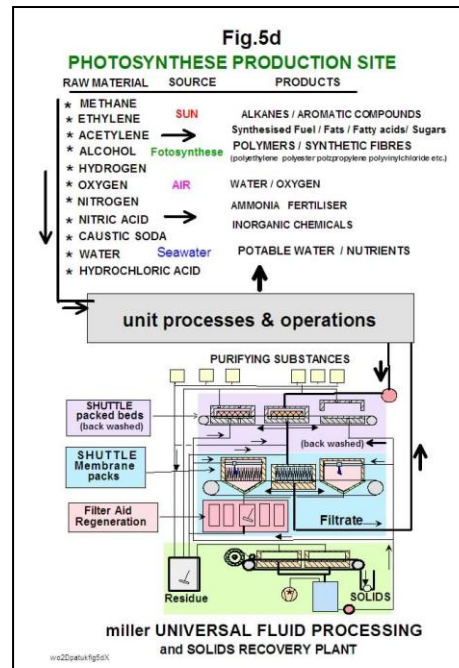 Fig.5d
PHOTOSYNTHESE PRODUCTION SITE
RAW MATERIAL SOURCE PRODUCTS
* METHANE
* ETHYLENE SUN ALKANES / AROMATIC COMPOUNDS
* ACETYLENE Synthesised Fuel / Fats / Fatty acids/ Sugars
* ALCOHOL Fotosynthese POLYMERS / SYNTHETIC FIBRES
(polyethylene polyester polzpropylene polyvinylchloride etc.)
* HYDROGEN
* OXYGEN AIR WATER / OXYGEN
* NITROGEN AMMONIA FERTILISER
* NITRIC ACID INORGANIC CHEMICALS
* CAUSTIC SODA
* WATER Seawater POTABLE WATER / NUTRIENTS
* HYDROCHLORIC ACID
unit processes & operations
PURIFYING SUBSTANCES
SHUTTLE
packed beds
(back washed)
(back washed)
SHUTTLE
Membrane
packs
Filter Aid
Regeneration
Filtrate
Residue
SOLIDS
miller UNIVERSAL FLUID PROCESSING
and SOLIDS RECOVERY PLANT
wo2Dpatukfig5dX